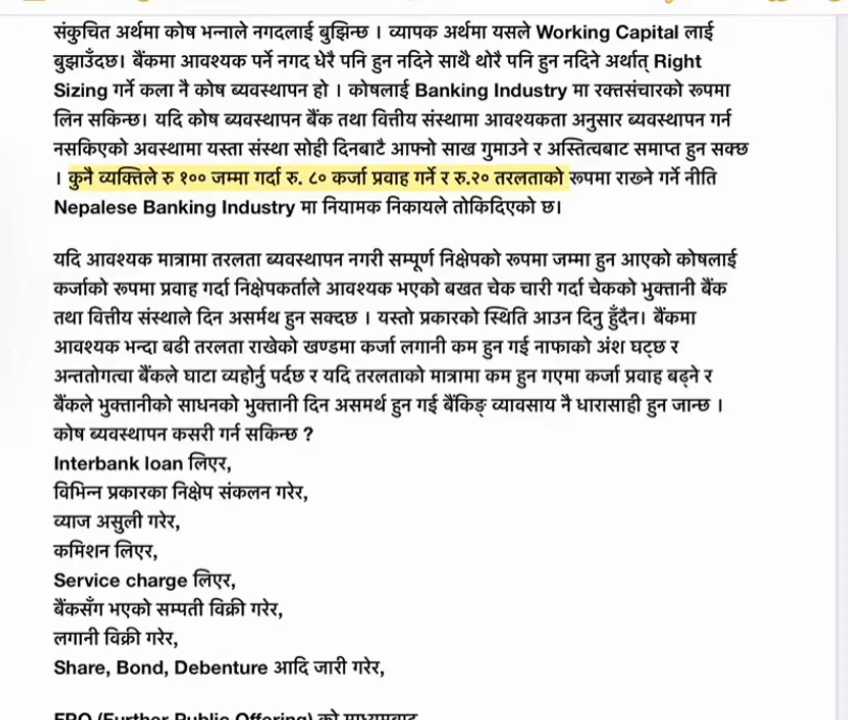 संकुचित अर्थमा कोष भन्नाले नगदलाई बुझिन्छ । व्यापक अर्थमा यसले Working Capital लाई
बुझाउँदछ। बैंकमा आवश्यक पर्ने नगद धेरै पनि हुन नदिने साथै थोरै पनि हुन नदिने अर्थात् Right
Sizing गर्ने कला नै कोष ब्यवस्थापन हो । कोषलाई Banking Industry मा रक्तसंचारको रूपमा
लिन सकिन्छ। यदि कोष ब्यवस्थापन बैंक तथा वित्तीय संस्थामा आवश्यकता अनुसार ब्यवस्थापन गर्न
नसकिएको अवस्थामा यस्ता संस्था सोही दिनबाटै आफ्नो साख गुमाउने र अस्तित्वबाट समाप्त हुन सक्छ
। कुनै व्यक्तिले रु १०० जम्मा गर्दा रु. ८० कर्जा प्रवाह गर्ने र रु.२० तरलताको रूपमा राख्ने गर्ने नीति
Nepalese Banking Industry मा नियामक निकायले तोकिदिएको छ।
यदि आवश्यक मात्रामा तरलता ब्यवस्थापन नगरी सम्पूर्ण निक्षेपको रूपमा जम्मा हुन आएको कोषलाई
कर्जाको रूपमा प्रवाह गर्दा निक्षेपकर्ताले आवश्यक भएको बखत चेक चारी गर्दा चेकको भुक्तानी बैंक
तथा वित्तीय संस्थाले दिन असर्मथ हुन सक्दछ । यस्तो प्रकारको स्थिति आउन दिनु हुँदैन। बैंकमा
आवश्यक भन्दा बढी तरलता राखेको खण्डमा कर्जा लगानी कम हुन गई नाफाको अंश घट्छ र
अन्ततोगत्वा बैंकले घाटा व्यहोर्नु पर्दछ र यदि तरलताको मात्रामा कम हुन गएमा कर्जा प्रवाह बढ्ने र
बैंकले भुक्तानीको साधनको भुक्तानी दिन असमर्थ हुन गई बैंकिङ्ग व्यावसाय नै धारासाही हुन जान्छ ।
कोष ब्यवस्थापन कसरी गर्न सकिन्छ ?
Interbank loan लिएर,
विभिन्न प्रकारका निक्षेप संकलन गरेर,
व्याज असुली गरेर,
कमिशन लिएर,
Service charge लिएर,
बैंकसँग भएको सम्पती विक्री गरेर,
लगानी विक्री गरेर,
Share, Bond, Debenture आदि जारी गरेर,
FPO (Further Public Offering) को माध्यमबाट